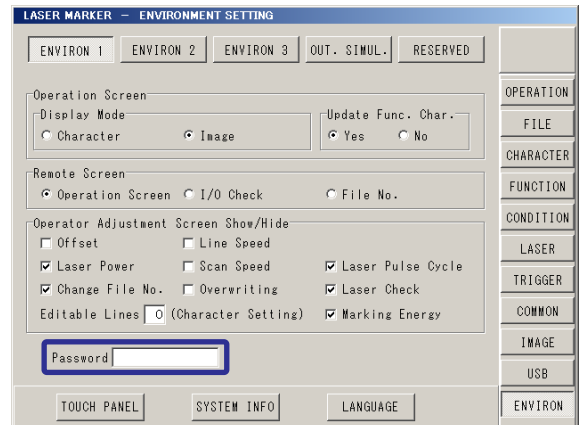 LASER MARKER – ENVIRONMENT SETTING
ENVIRON 1 ENVIRON 2 ENVIRON 3 OUT. SIMUL. RESERVED
Operation Screen
Display Mode
Character Image
Update Func. Char.
Yes No
Remote Screen
Operation Screen I/O Check File No.
Operator Adjustment Screen Show/Hide
Offset Line Speed
Laser Power Scan Speed Laser Pulse Cycle
Change File No. Overwriting Laser Check
Editable Lines 0 (Character Setting) Marking Energy
Password
TOUCH PANEL SYSTEM INFO LANGUAGE
OPERATION
FILE
CHARACTER
FUNCTION
CONDITION
LASER
TRIGGER
COMMON
IMAGE
USB
ENVIRON